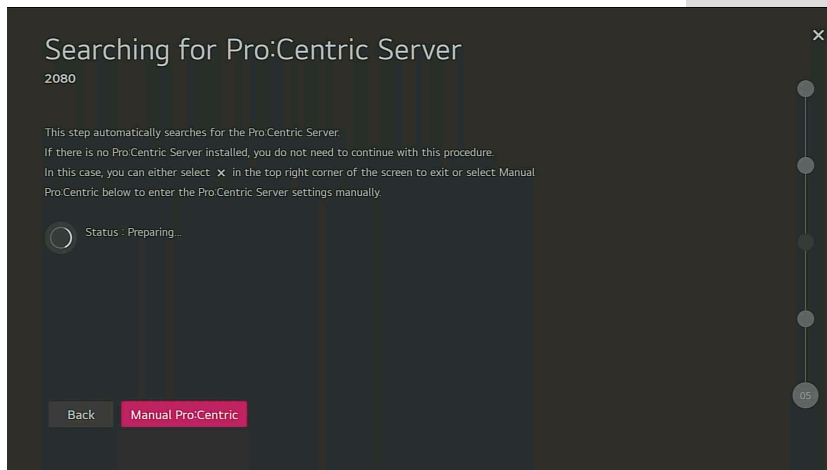 Searching for Pro:Centric Server
2080
This step automatically searches for the Pro:Centric Server.
If there is no Pro:Centric Server installed, you do not need to continue with this procedure.
In this case, you can either select ✕ in the top right corner of the screen to exit or select Manual
Pro:Centric below to enter the Pro:Centric Server settings manually.
Status : Preparing...
05
Back
Manual Pro:Centric